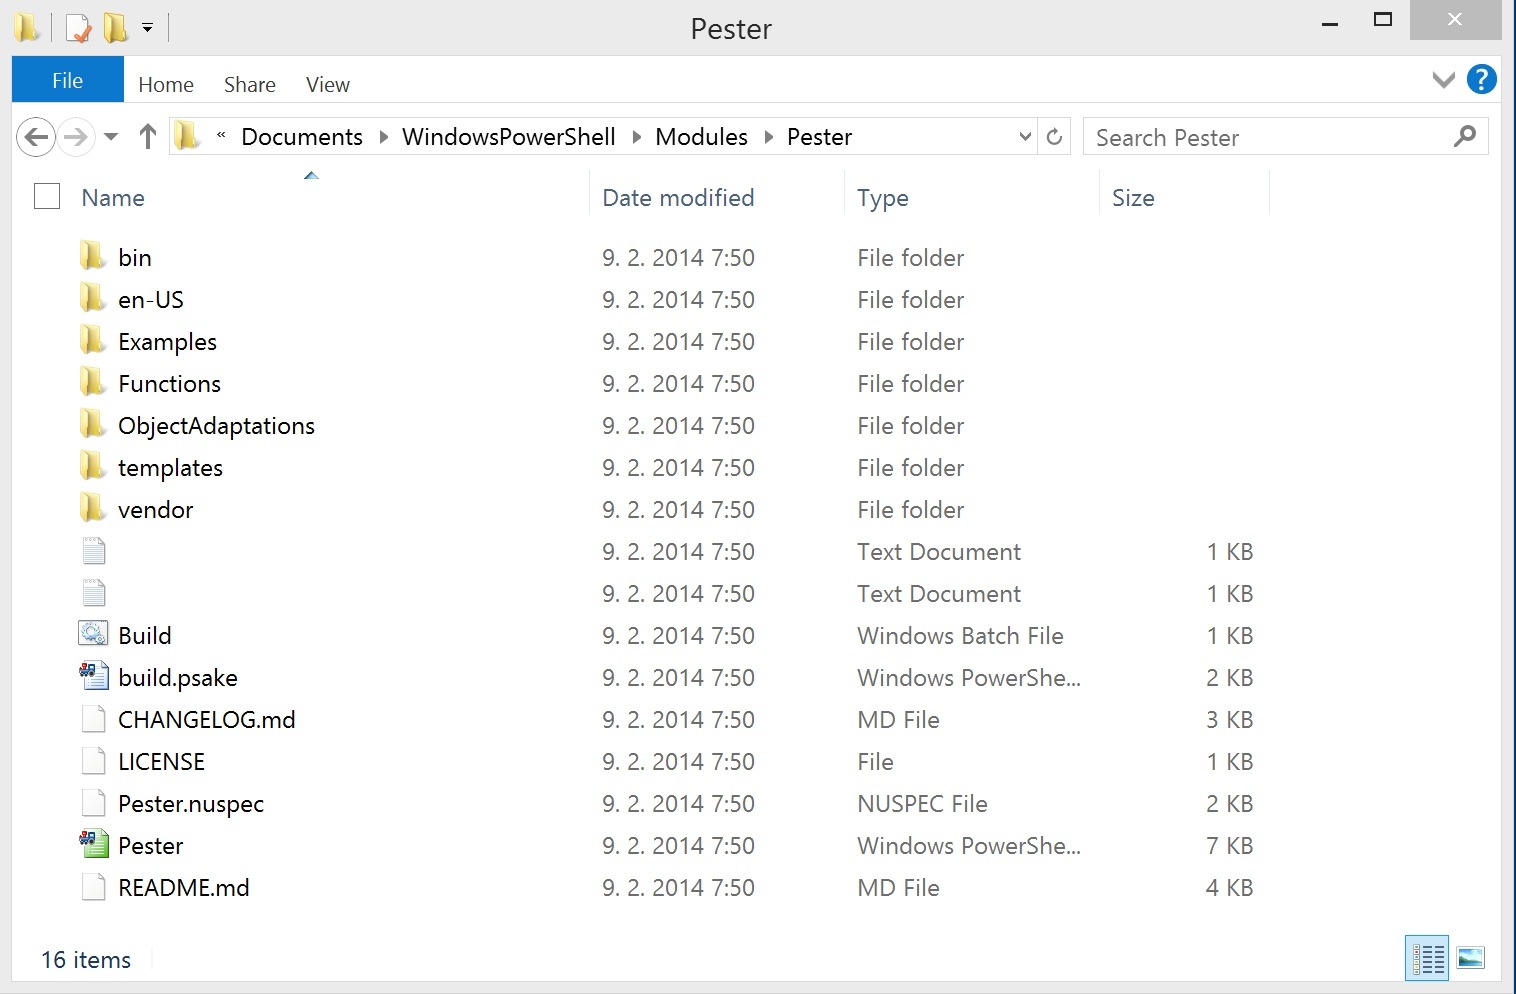 Pester
File Home Share View
« Documents WindowsPowerShell Modules Pester Search Pester
Name Date modified Type Size
bin 9. 2. 2014 7:50 File folder
en-US 9. 2. 2014 7:50 File folder
Examples 9. 2. 2014 7:50 File folder
Functions 9. 2. 2014 7:50 File folder
ObjectAdaptations 9. 2. 2014 7:50 File folder
templates 9. 2. 2014 7:50 File folder
vendor 9. 2. 2014 7:50 File folder
9. 2. 2014 7:50 Text Document 1 KB
9. 2. 2014 7:50 Text Document 1 KB
Build 9. 2. 2014 7:50 Windows Batch File 1 KB
build.psake 9. 2. 2014 7:50 Windows PowerShe... 2 KB
CHANGELOG.md 9. 2. 2014 7:50 MD File 3 KB
LICENSE 9. 2. 2014 7:50 File 1 KB
Pester.nuspec 9. 2. 2014 7:50 NUSPEC File 2 KB
Pester 9. 2. 2014 7:50 Windows PowerShe... 7 KB
README.md 9. 2. 2014 7:50 MD File 4 KB
16 items